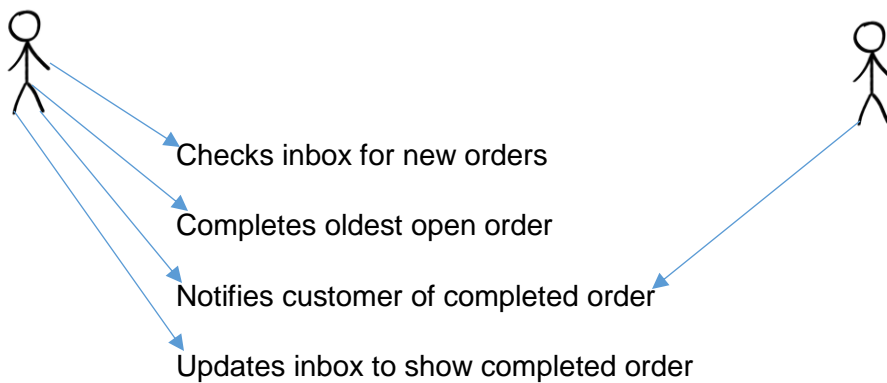 Checks inbox for new orders
Completes oldest open order
Notifies customer of completed order
Updates inbox to show completed order